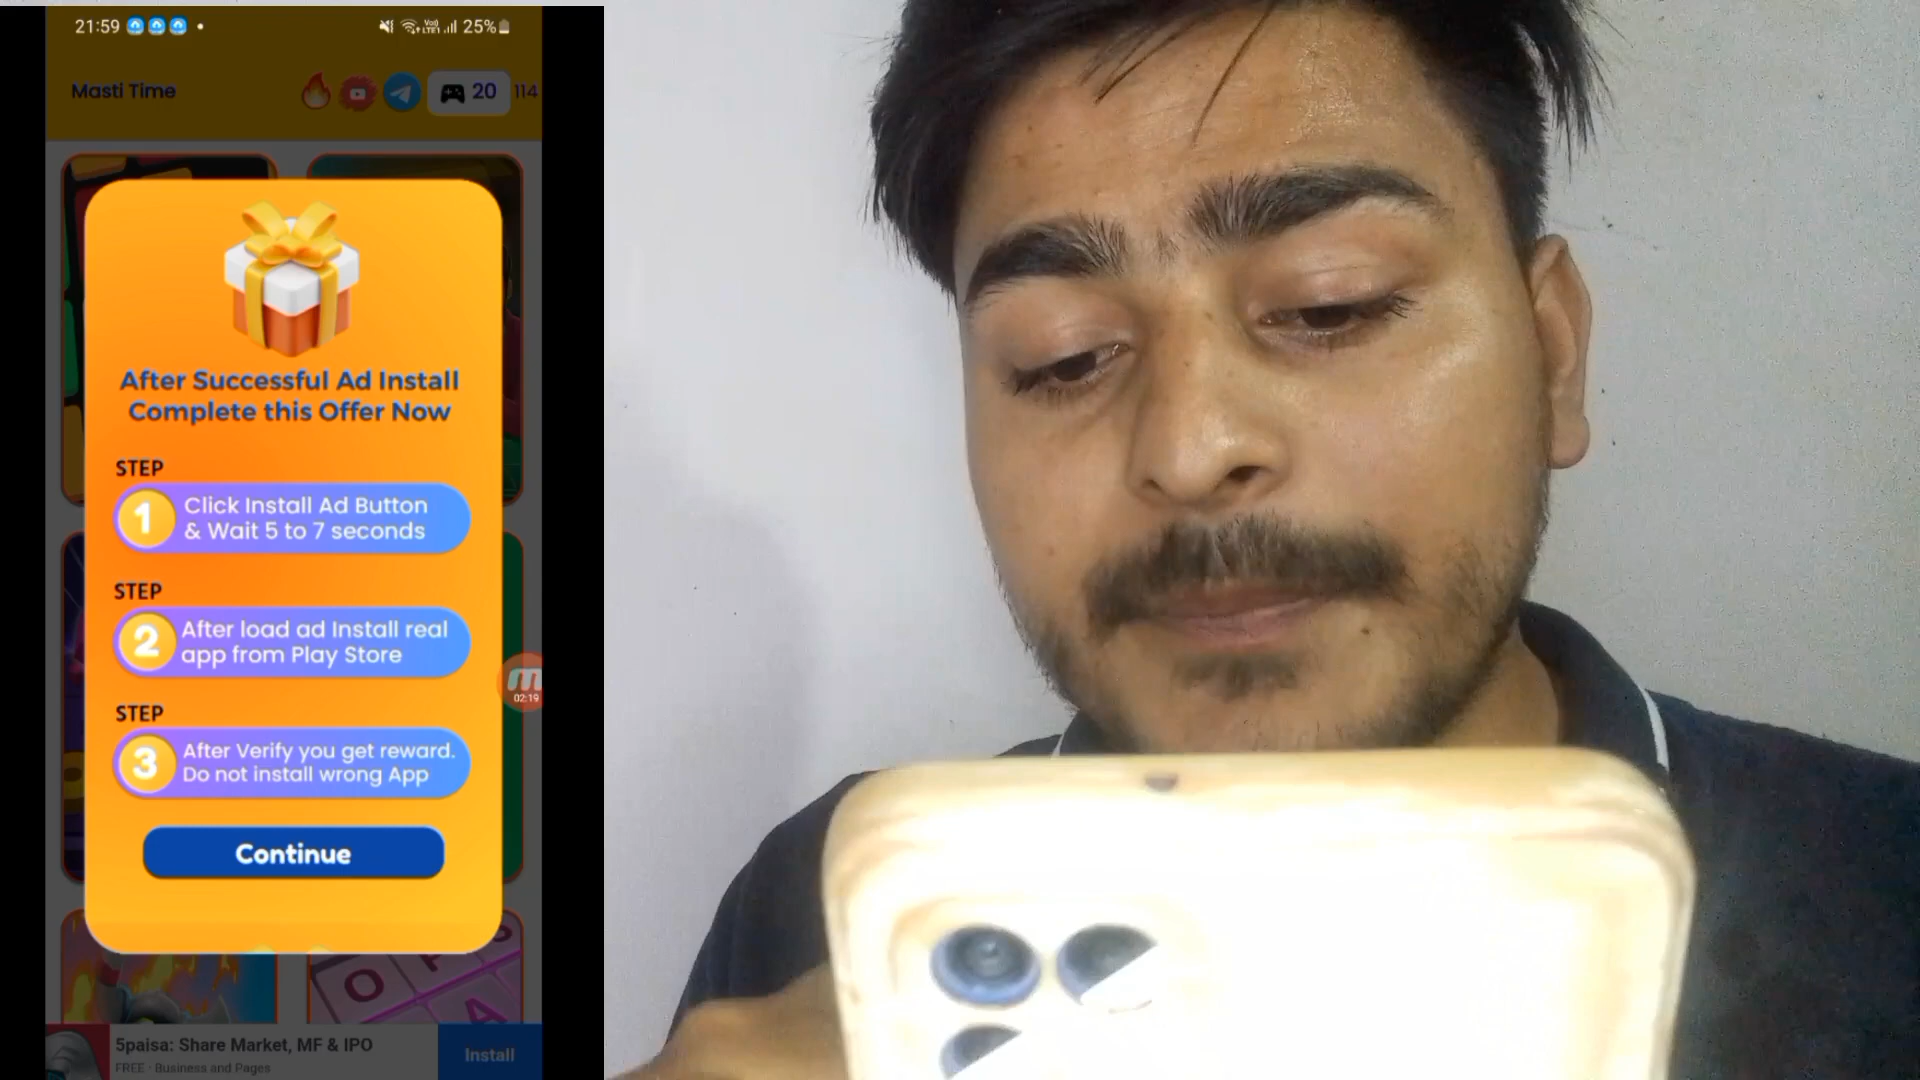 21:59
Vo)
LTE1
25%
Masti Time
20
114
After Successful Ad Install
Complete this Offer Now
STEP
1
Click Install Ad Button
& Wait 5 to 7 seconds
STEP
2
After load ad Install real
app from Play Store
02:19
STEP
3
After Verify you get reward.
Do not install wrong App
Continue
O
P
S
A
5paisa: Share Market, MF & IPO
FREE · Business and Pages
Install